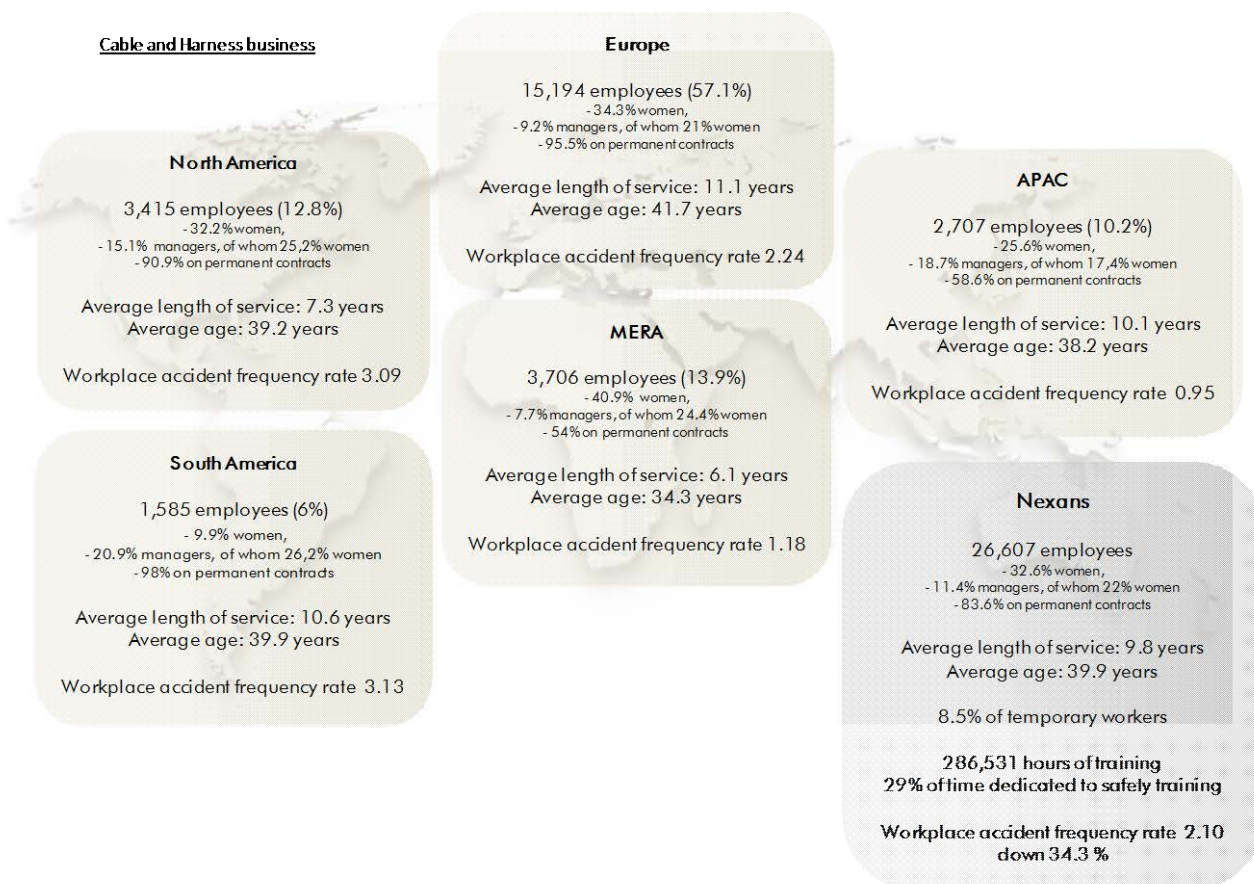 Cable and Harness business
Europe
15,194 employees (57.1%)
- 34.3% women,
- 9.2% managers, of whom 21% women
- 95.5% on permanent contracts
Average length of service: 11.1 years
Average age: 41.7 years
Workplace accident frequency rate 2.24
North America
3,415 employees (12.8%)
- 32.2% women,
- 15.1% managers, of whom 25,2% women
- 90.9% on permanent contracts
Average length of service: 7.3 years
Average age: 39.2 years
Workplace accident frequency rate 3.09
APAC
2,707 employees (10.2%)
- 25.6% women,
- 18.7% managers, of whom 17,4% women
- 58.6% on permanent contracts
Average length of service: 10.1 years
Average age: 38.2 years
Workplace accident frequency rate 0.95
MERA
3,706 employees (13.9%)
- 40.9% women,
- 7.7% managers, of whom 24.4% women
- 54% on permanent contracts
Average length of service: 6.1 years
Average age: 34.3 years
Workplace accident frequency rate 1.18
South America
1,585 employees (6%)
- 9.9% women,
- 20.9% managers, of whom 26,2% women
- 98% on permanent contracts
Average length of service: 10.6 years
Average age: 39.9 years
Workplace accident frequency rate 3.13
Nexans
26,607 employees
- 32.6% women,
- 11.4% managers, of whom 22% women
- 83.6% on permanent contracts
Average length of service: 9.8 years
Average age: 39.9 years
8.5% of temporary workers
286,531 hours of training
29% of time dedicated to safely training
Workplace accident frequency rate 2.10
down 34.3 %